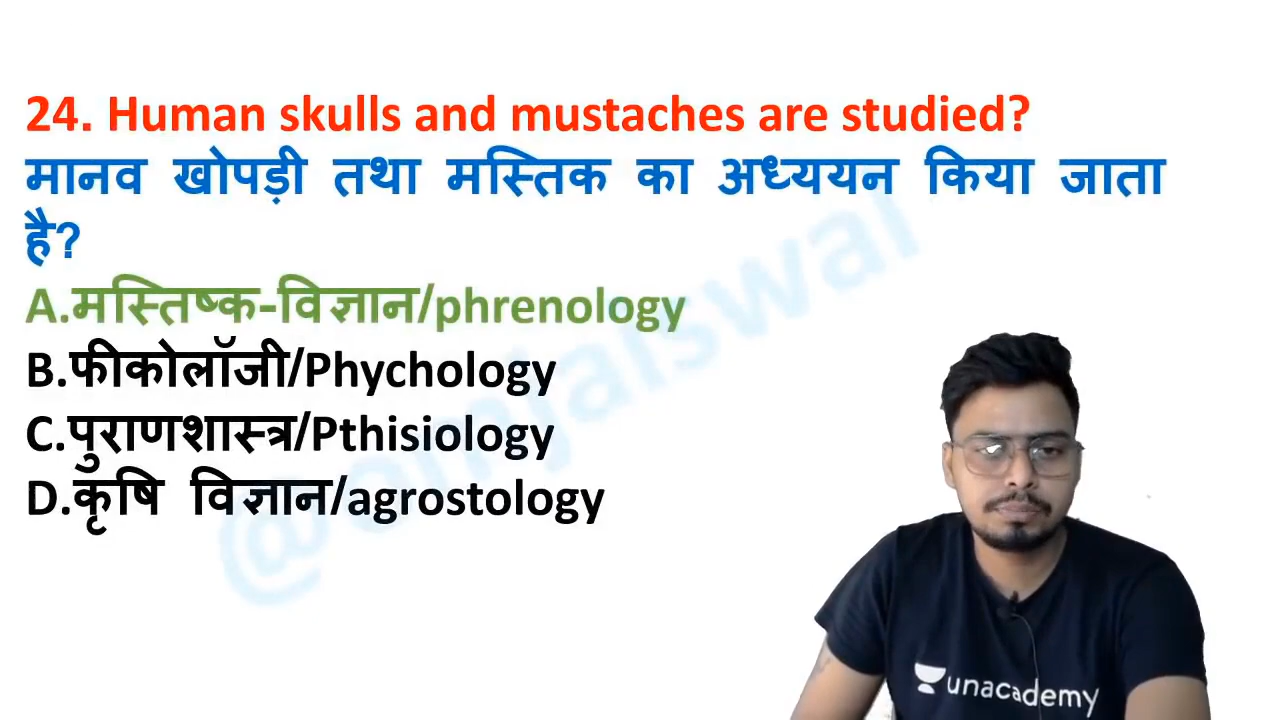 24. Human skulls and mustaches are studied?
मानव खोपड़ी तथा मस्तिक का अध्ययन किया जाता
है?
A.मस्तिष्क-विज्ञान/phrenology
B.फीकोलॉजी/Phychology
C.पुराणशास्त्र/Pthisiology
D.कृषि विज्ञान/agrostology
unacademy